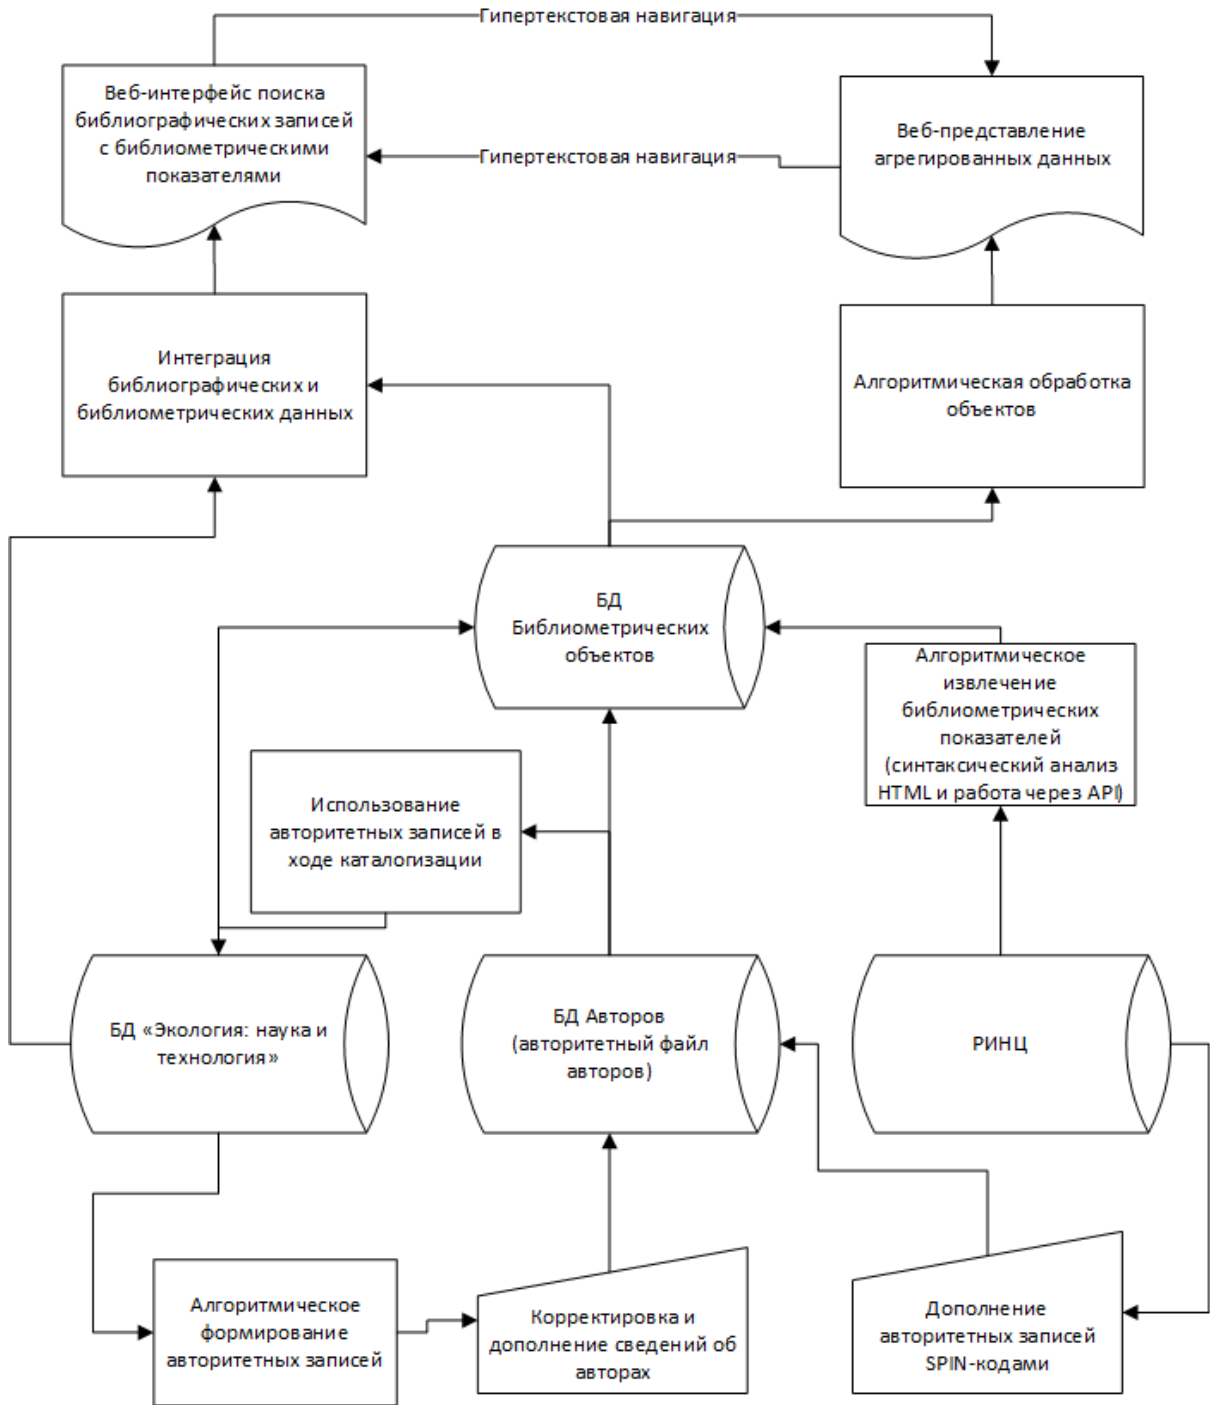 Гипертекстовая навигация
Веб-интерфейс поиска
библиографических записей
с библиометрическими
показателями
Гипертекстовая навигация
Веб-представление
агрегированных данных
Интеграция
библиографических и
библиометрических данных
Алгоритмическая обработка
объектов
БД
Библиометрических
объектов
Алгоритмическое
извлечение
библиометрических
показателей
(синтаксический анализ
HTML и работа через API)
Использование
авторитетных записей в
ходе каталогизации
БД «Экология: наука и
технология»
БД Авторов
(авторитетный файл
авторов)
РИНЦ
Алгоритмическое
формирование
авторитетных записей
Корректировка и
дополнение сведений об
авторах
Дополнение
авторитетных записей
SPIN-кодами